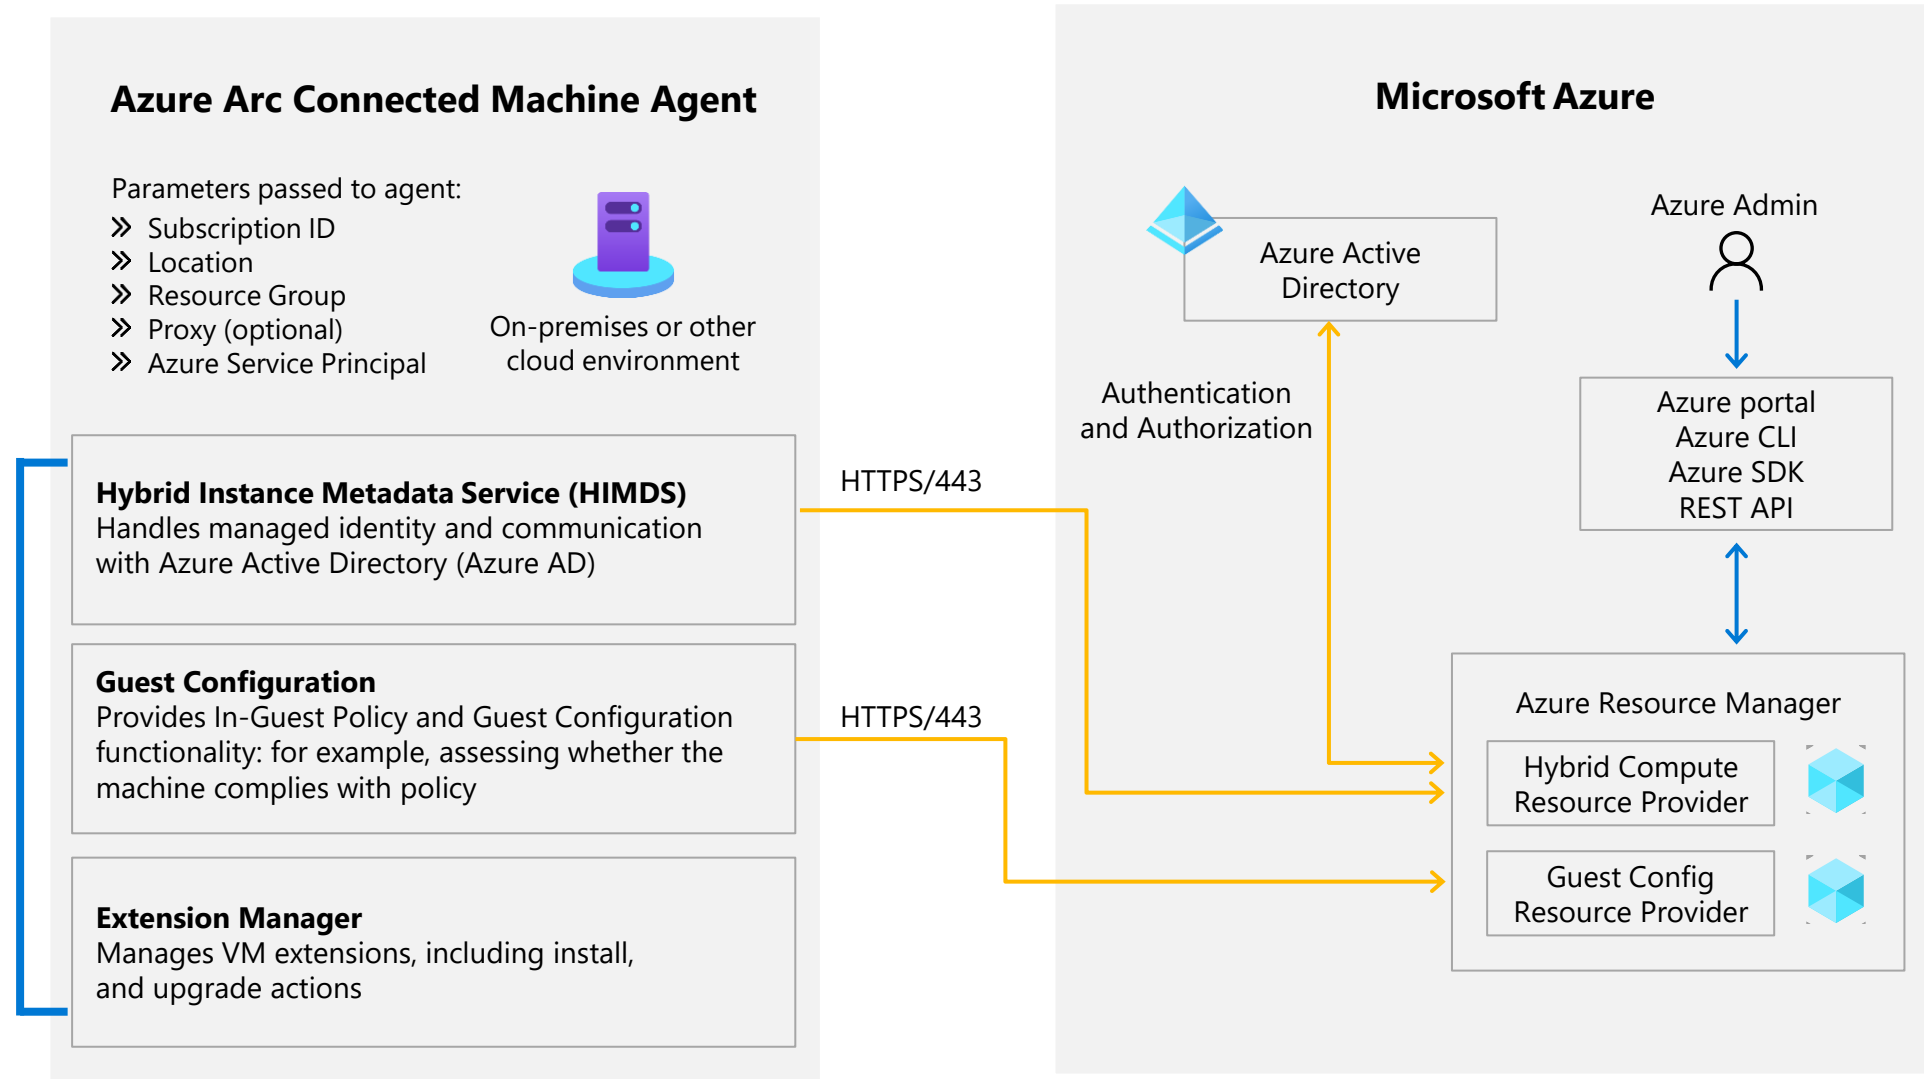 Azure Arc Connected Machine Agent
Parameters passed to agent:
Subscription ID
Location
Resource Group
Proxy (optional)
Azure Service Principal
On-premises or other
cloud environment
Hybrid Instance Metadata Service (HIMDS)
Handles managed identity and communication
with Azure Active Directory (Azure AD)
Guest Configuration
Provides In-Guest Policy and Guest Configuration
functionality: for example, assessing whether the
machine complies with policy
Extension Manager
Manages VM extensions, including install,
and upgrade actions
HTTPS/443
HTTPS/443
Microsoft Azure
Azure Active
Directory
Authentication
and Authorization
Azure Admin
Azure portal
Azure CLI
Azure SDK
REST API
Azure Resource Manager
Hybrid Compute
Resource Provider
Guest Config
Resource Provider